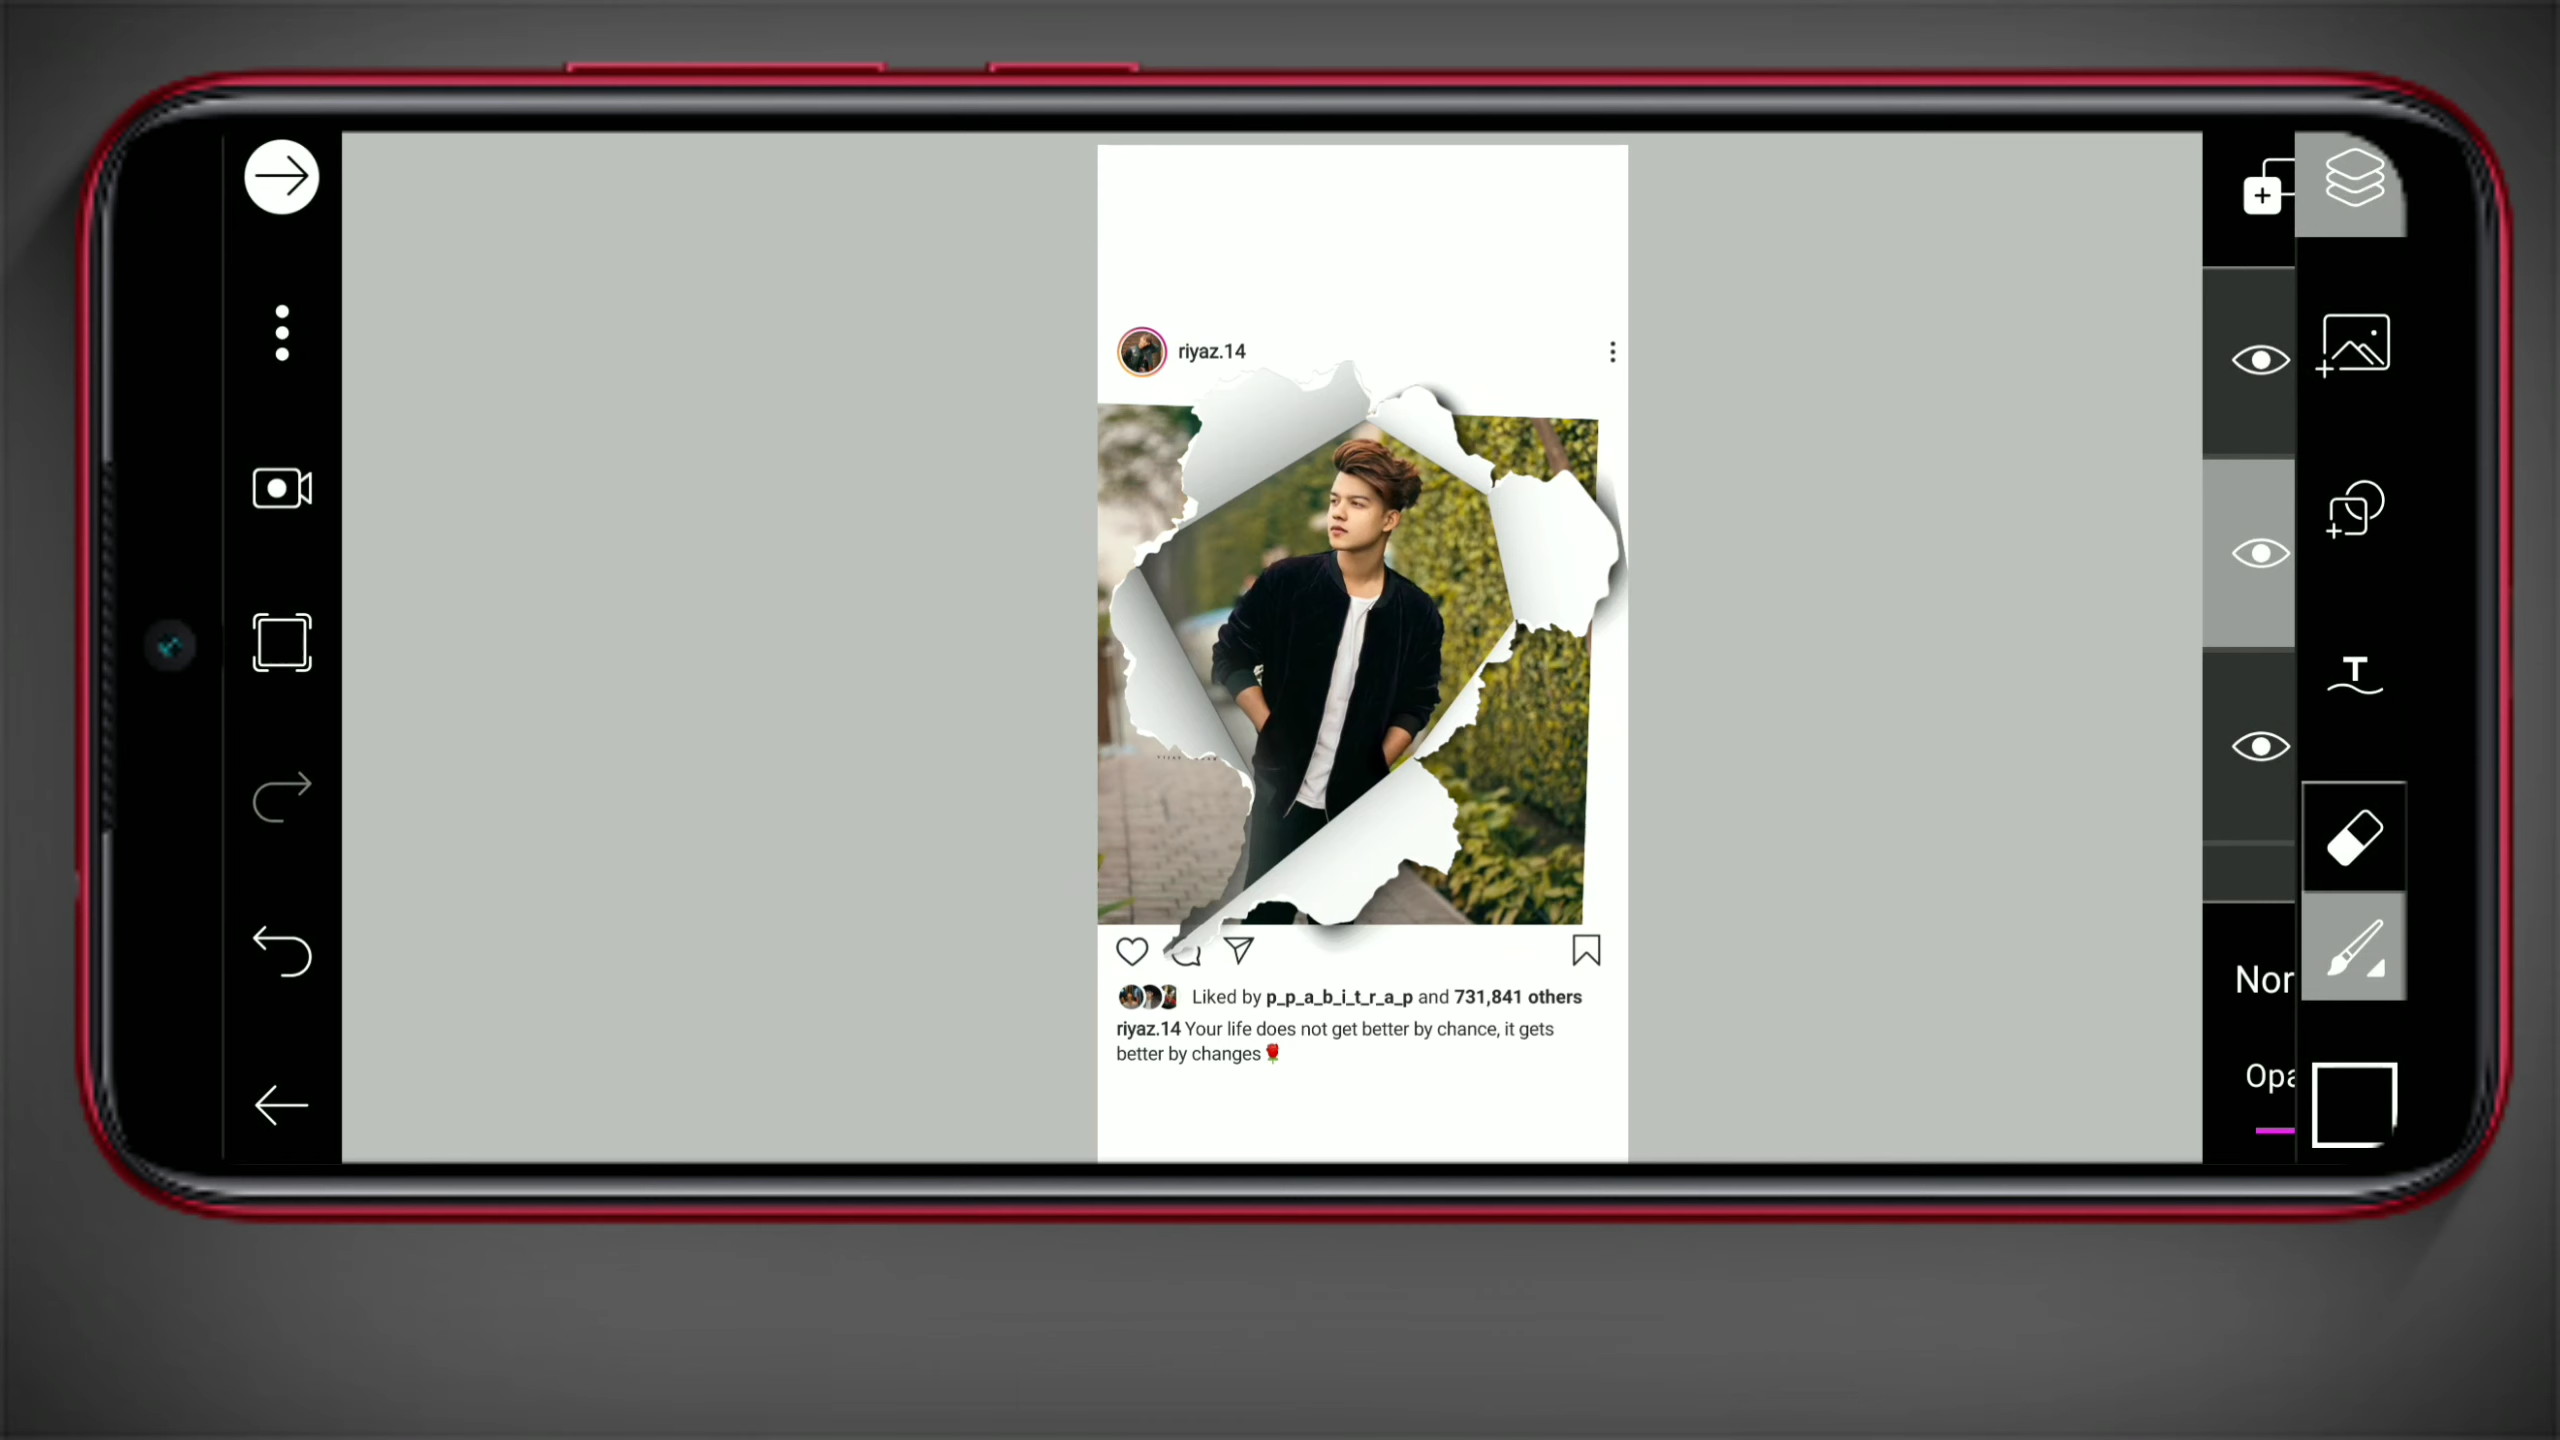 riyaz.14
Liked by p_p_a_b_i_t_r_a_p and 731,841 others
riyaz.14 Your life does not get better by chance, it gets
better by changes🌹
T
Nor
Opa